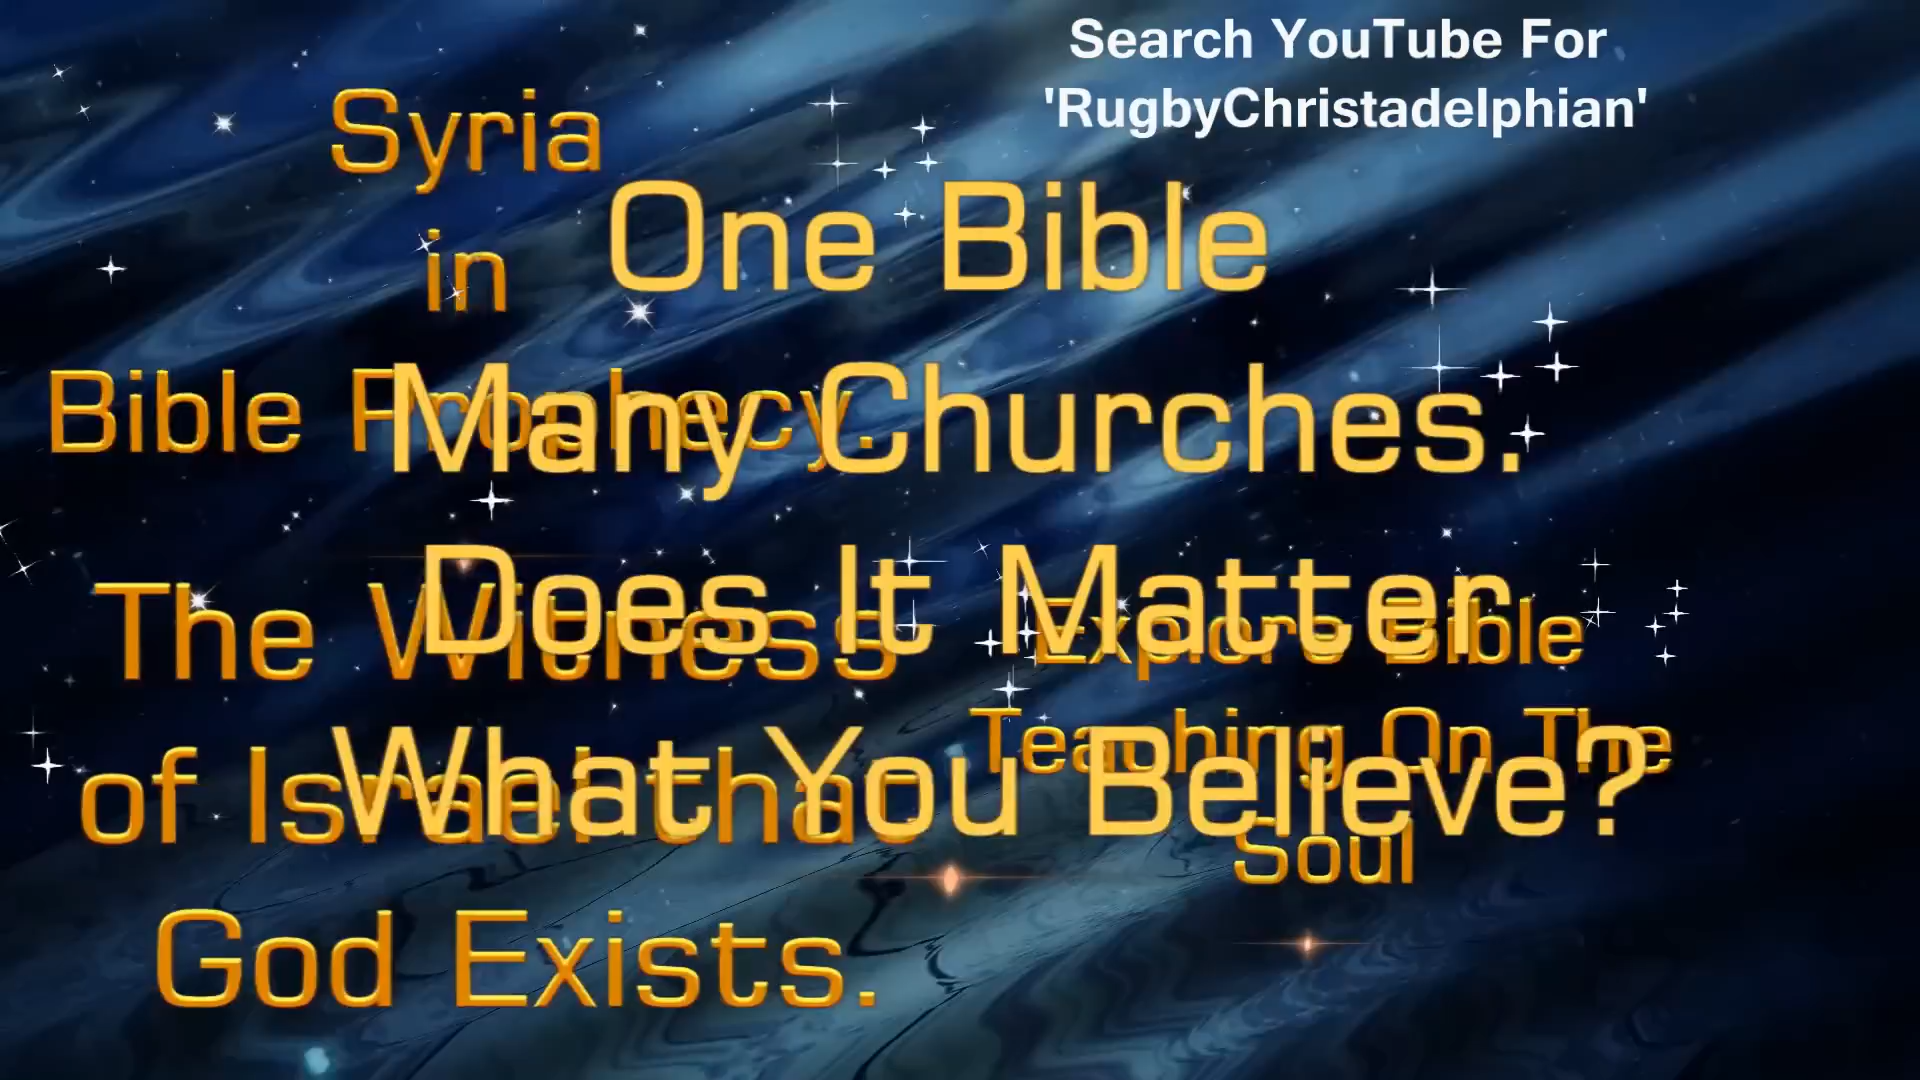 Search YouTube For
'RugbyChristadelphian'
Syria
in
Bible Prophecy.
One Bible
Many Churches.
Does It Matter
What You Believe?
The Witness
of Israel that
God Exists.
Explore Bible
Teaching On The
Soul